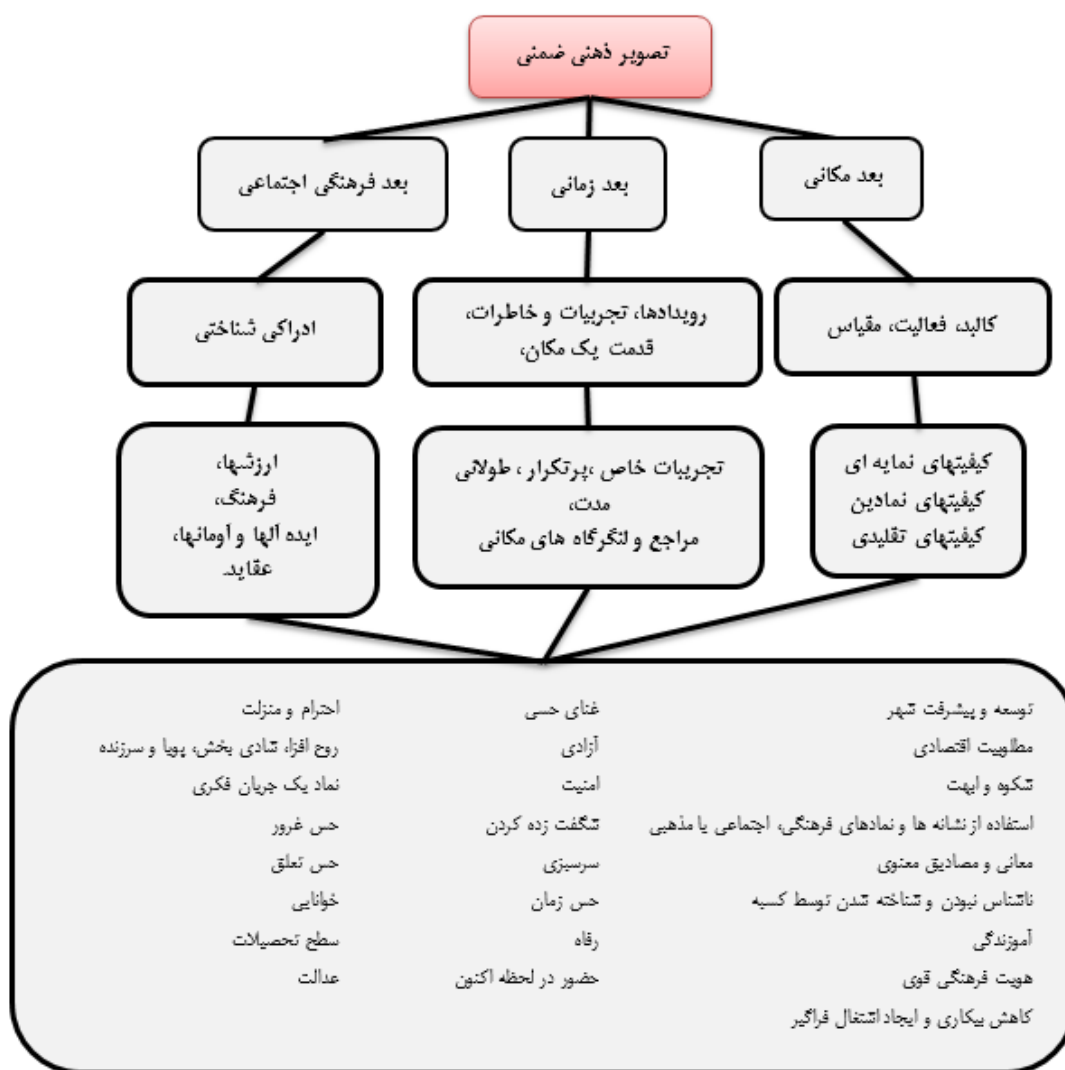 تصویر ذهنی ضمنی
بعد مکانی
بعد زمانی
بعد فرهنگی اجتماعی
کالبد، فعالیت، مقیاس
رویدادها، تجربیات و خاطرات،
قدمت یک مکان،
ادراکی شناختی
کیفیتهای نمایه ای
کیفیتهای نمادین
کیفیتهای تقلیدی
تجربیات خاص ،پرتکرار ، طولانی
مدت،
مراجع و لنگرگاه های مکانی
ارزشها،
فرهنگ،
ایده آلها و آومانها،
عقاید.
توسعه و پیشرفت شهر
مطلوبیت اقتصادی
شکوه و ابهت
استفاده از نشانه ها و نمادهای فرهنگی، اجتماعی یا مذهبی
معانی و مصادیق معنوی
ناشناس نبودن و شناخته شدن توسط کسبه
آموزندگی
هویت فرهنگی قوی
کاهش بیکاری و ایجاد اشتغال فراگیر
غنای حسی
آزادی
امنیت
شگفت زده کردن
سرسبزی
حس زمان
رفاه
حضور در لحظه اکنون
احترام و منزلت
روح افزا، شادی بخش، پویا و سرزنده
نماد یک جریان فکری
حس غرور
حس تعلق
خوانایی
سطح تحصیلات
عدالت